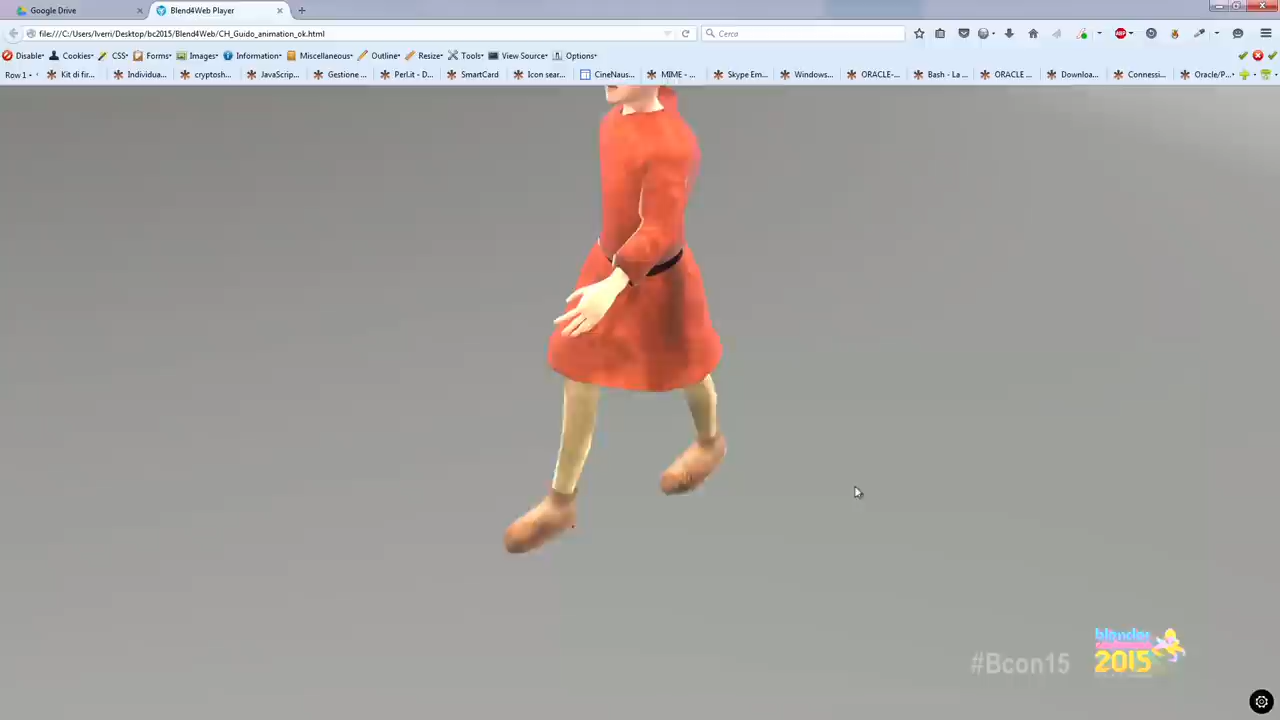 Google Drive
Blend4Web Player
file:///C:/Users/Iverri/Desktop/bc2015/Blend4Web/CH_Guido_animation_ok.html
Cerca
Disable
Cookies
CSS
Forms
Images
Information
Miscellaneous
Outline
Resize
Tools
View Source
Options
Row 1
Kit di fir...
Individua...
cryptosh...
JavaScrip...
Gestione ...
PerLit - D...
SmartCard
Icon sear...
CineNaus...
MIME - ...
Skype Em...
Windows...
ORACLE-...
Bash - La ...
ORACLE ...
Downloa...
Connessi...
Oracle/P...
#Bcon15
blender
2015